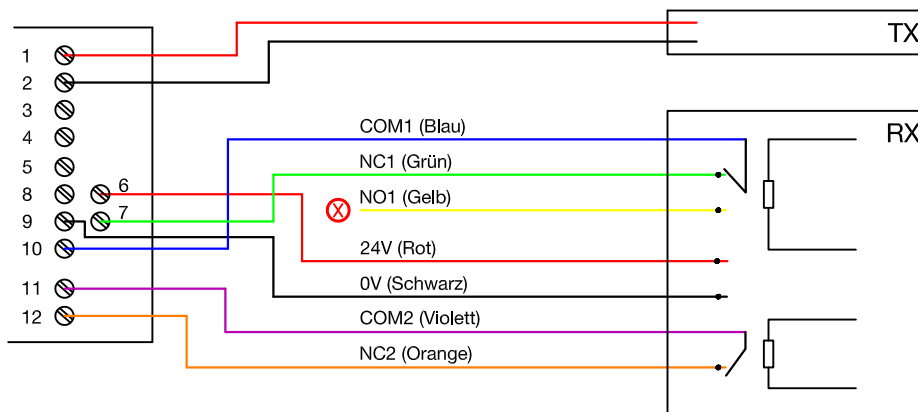 TX
1
2
3
4
5
8
6
9
7
10
11
12
RX
COM1 (Blau)
NC1 (Grün)
X NO1 (Gelb)
24V (Rot)
0V (Schwarz)
COM2 (Violett)
NC2 (Orange)